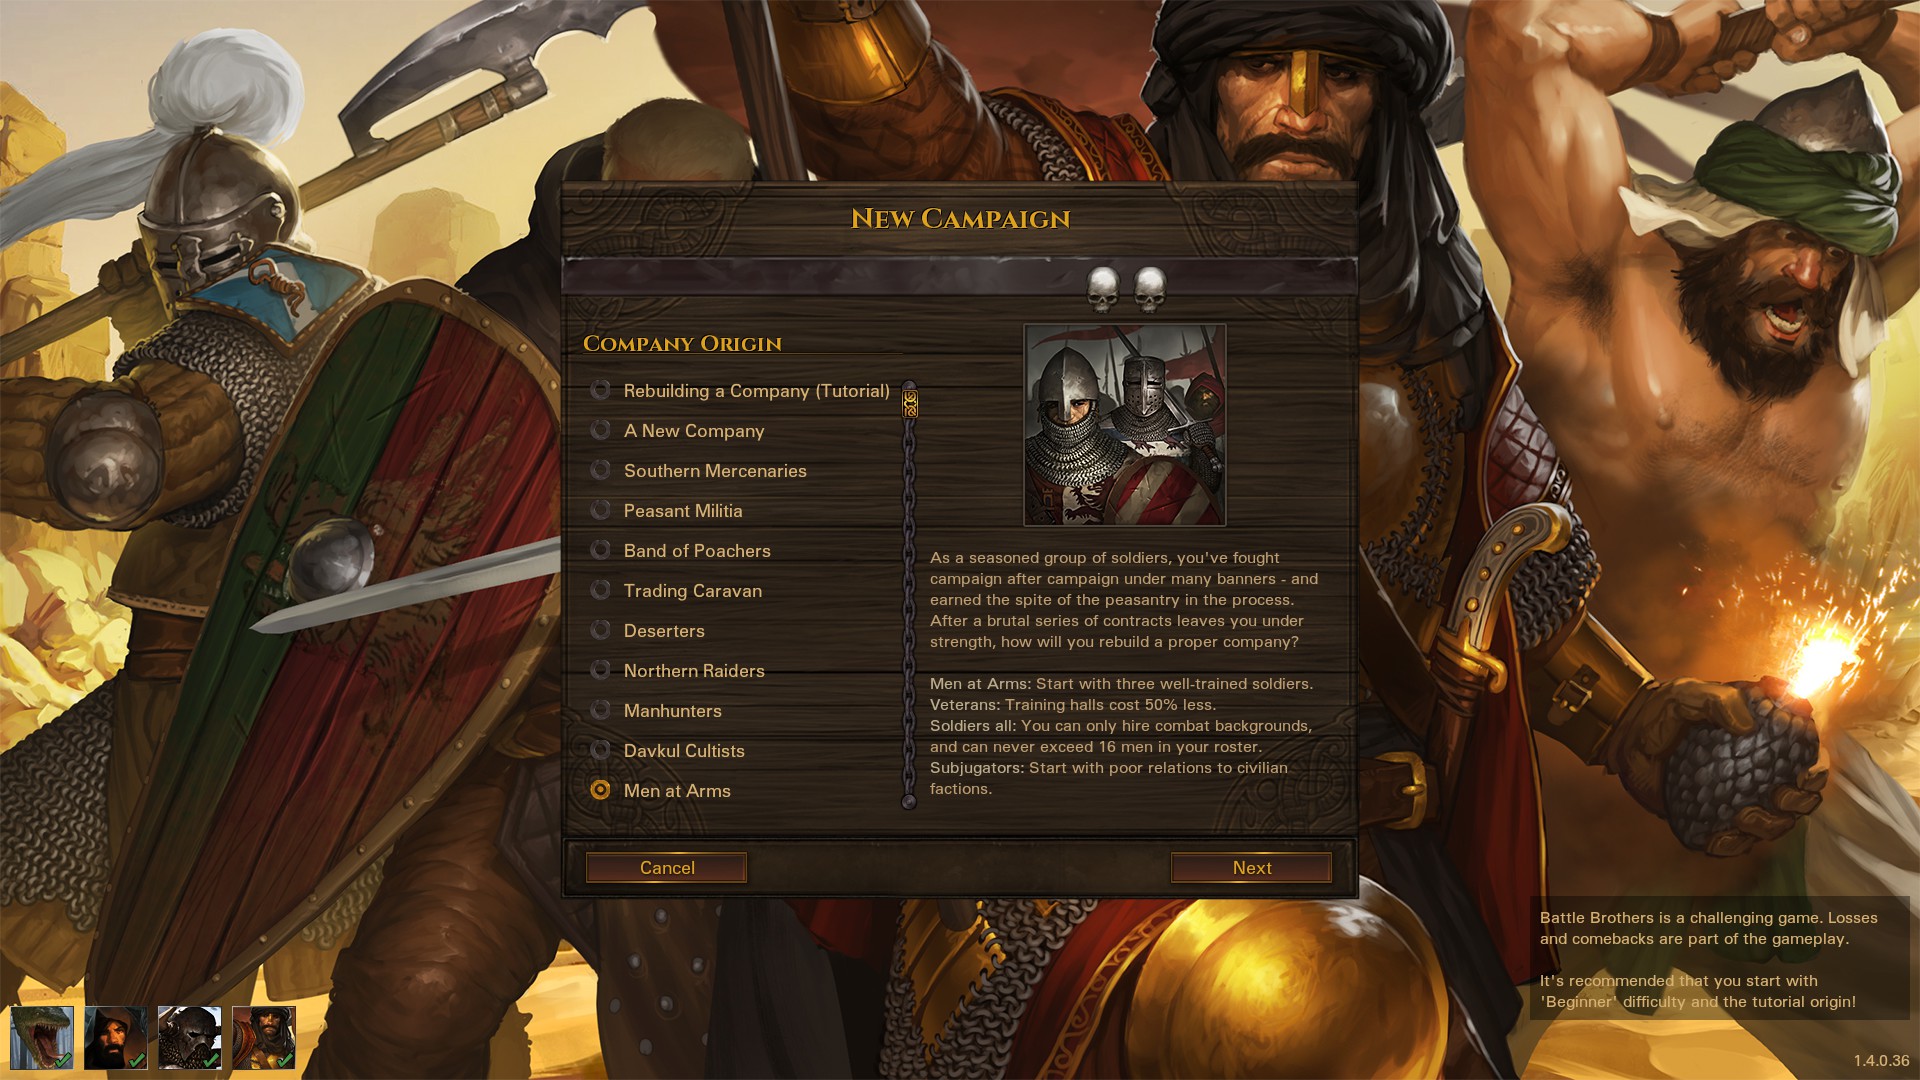 New Campaign
Company Origin
Rebuilding a Company (Tutorial)
A New Company
Southern Mercenaries
Peasant Militia
Band of Poachers
Trading Caravan
Deserters
Northern Raiders
Manhunters
Davkul Cultists
Men at Arms
As a seasoned group of soldiers, you've fought
campaign after campaign under many banners - and
earned the spite of the peasantry in the process.
After a brutal series of contracts leaves you under
strength, how will you rebuild a proper company?
Men at Arms: Start with three well-trained soldiers.
Veterans: Training halls cost 50% less.
Soldiers all: You can only hire combat backgrounds,
and can never exceed 16 men in your roster.
Subjugators: Start with poor relations to civilian
factions.
Cancel
Next
Battle Brothers is a challenging game. Losses
and comebacks are part of the gameplay.
It's recommended that you start with
'Beginner' difficulty and the tutorial origin!
1.4.0.36